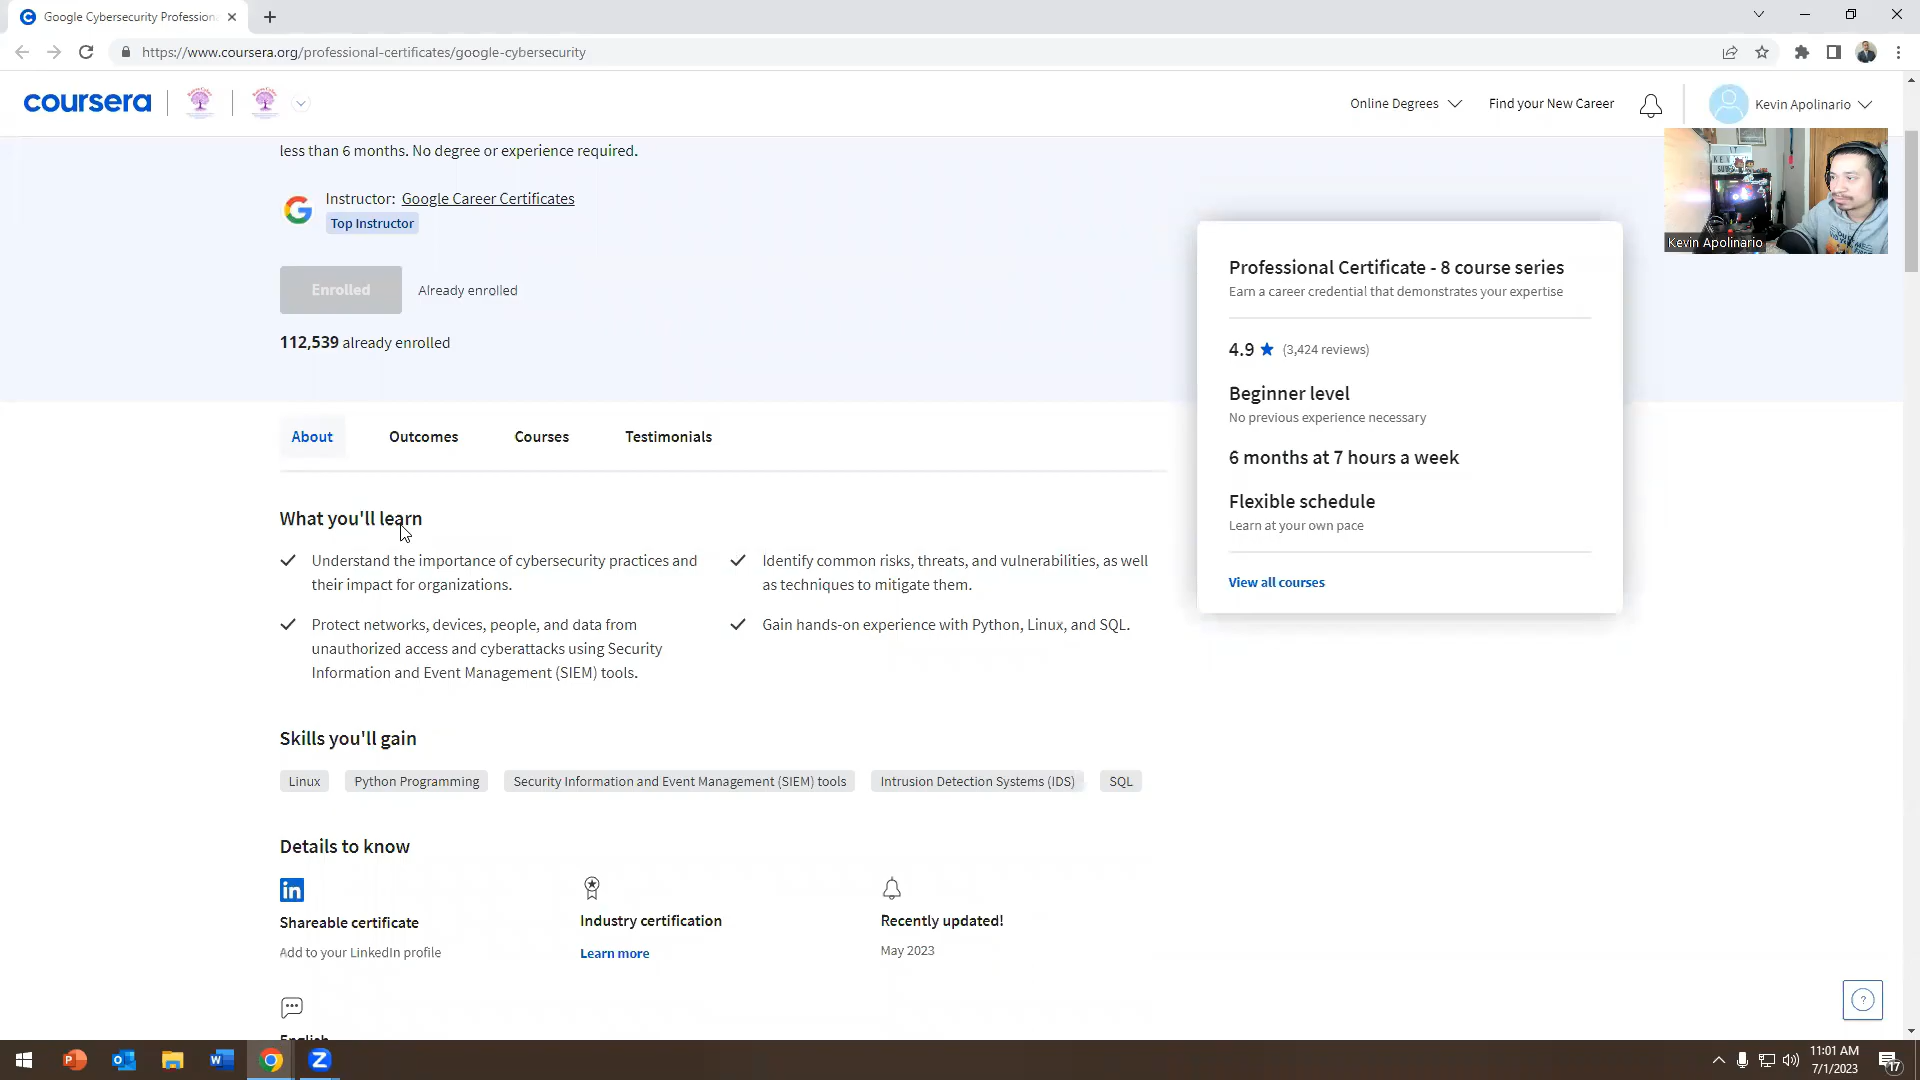 Google Cybersecurity Profession
https://www.coursera.org/professional-certificates/google-cybersecurity
coursera
Online Degrees
Find your New Career
Kevin Apolinario
less than 6 months. No degree or experience required.
Instructor: Google Career Certificates
Top Instructor
Enrolled
Already enrolled
112,539 already enrolled
Kevin Apolinario
Professional Certificate - 8 course series
Earn a career credential that demonstrates your expertise
4.9 ★ (3,424 reviews)
Beginner level
No previous experience necessary
6 months at 7 hours a week
Flexible schedule
Learn at your own pace
View all courses
About
Outcomes
Courses
Testimonials
What you'll learn
Understand the importance of cybersecurity practices and
their impact for organizations.
Identify common risks, threats, and vulnerabilities, as well
as techniques to mitigate them.
Protect networks, devices, people, and data from
unauthorized access and cyberattacks using Security
Information and Event Management (SIEM) tools.
Gain hands-on experience with Python, Linux, and SQL.
Skills you'll gain
Linux
Python Programming
Security Information and Event Management (SIEM) tools
Intrusion Detection Systems (IDS)
SQL
Details to know
in
Shareable certificate
Add to your LinkedIn profile
Industry certification
Learn more
Recently updated!
May 2023
English
?
11:01 AM
7/1/2023
17